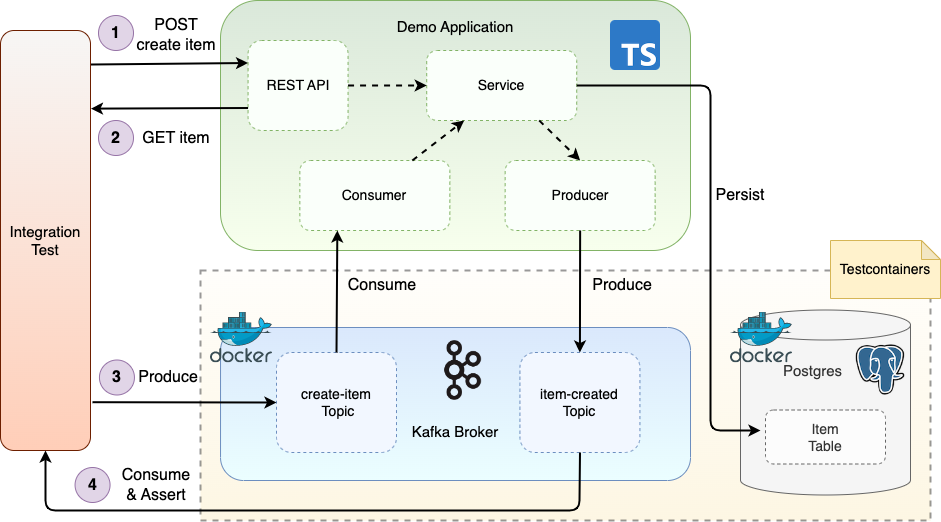 1
POST
create item
Demo Application
TS
REST API
Service
2
GET item
Consumer
Producer
Persist
Integration
Test
Consume
Produce
Testcontainers
docker
docker
Postgres
3
Produce
create-item
Topic
item-created
Topic
Kafka Broker
Item
Table
4
Consume
& Assert